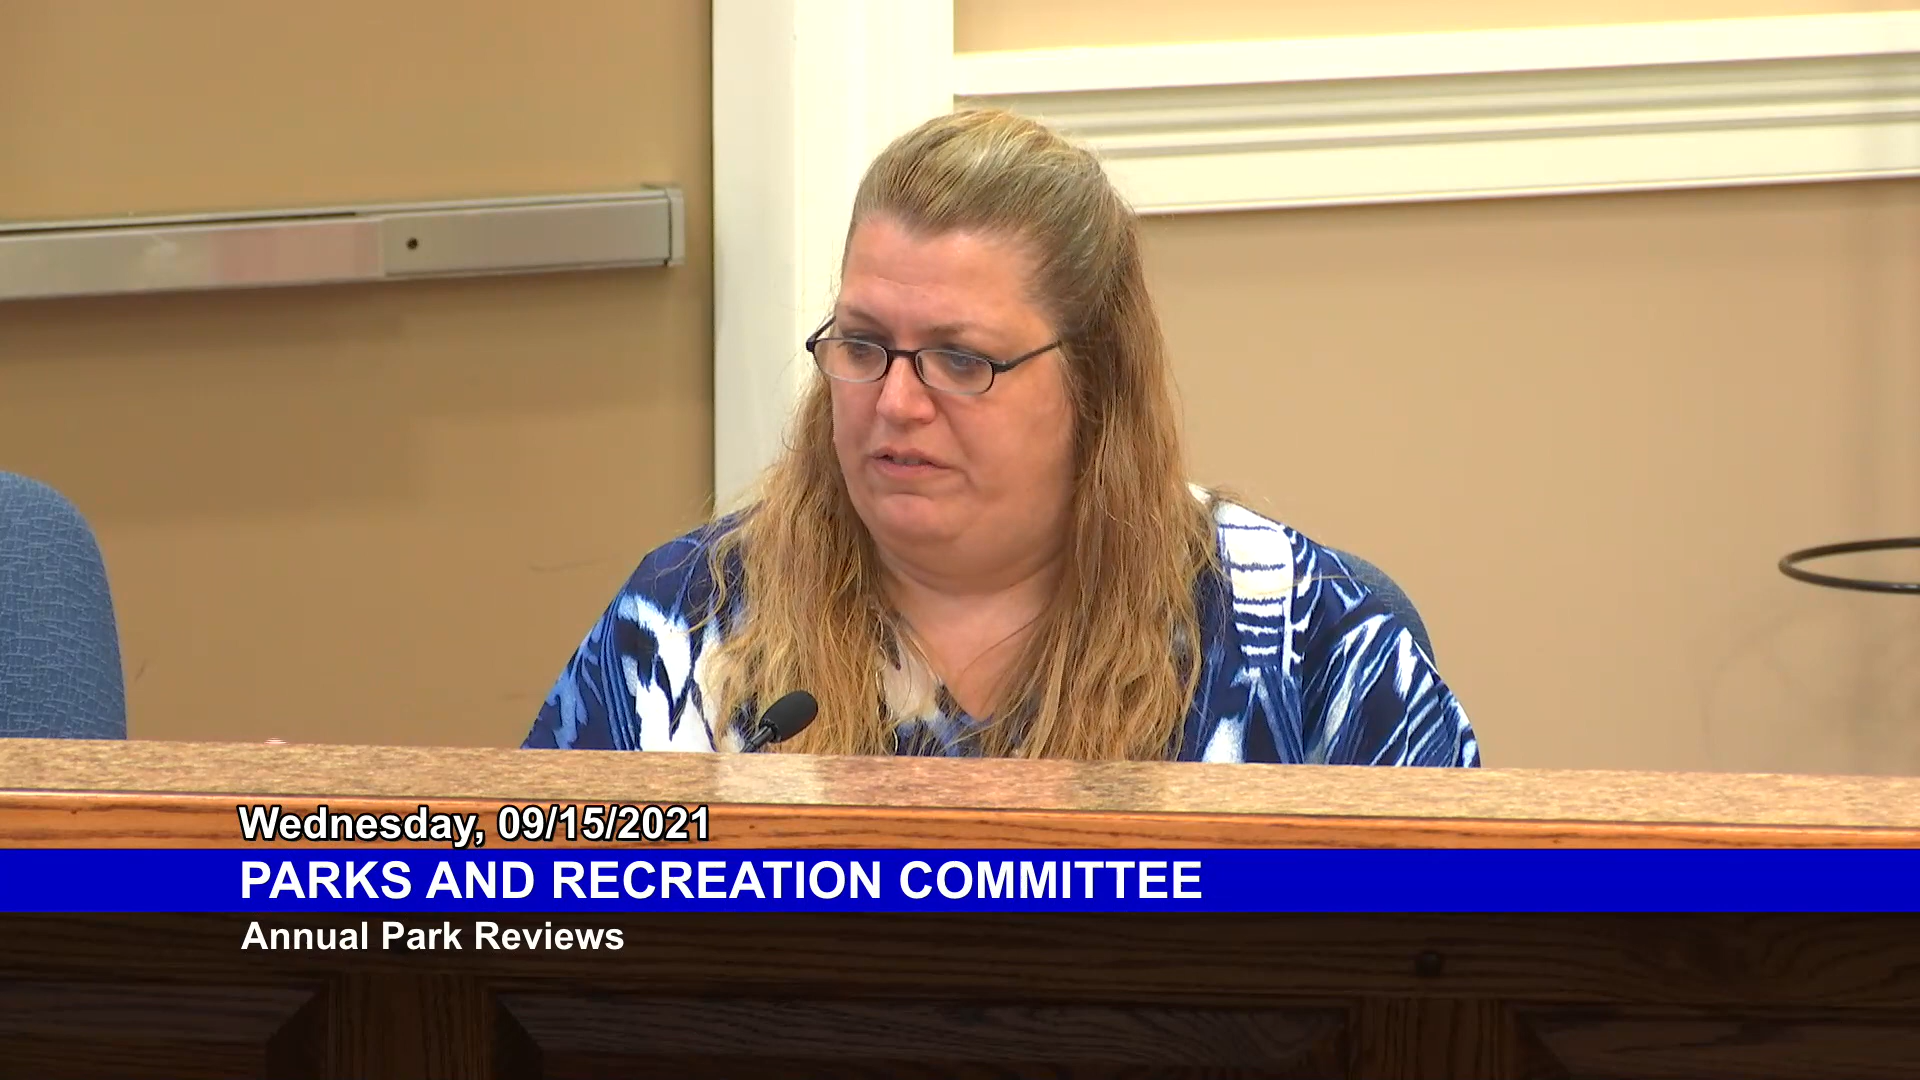 Wednesday, 09/15/2021
PARKS AND RECREATION COMMITTEE
Annual Park Reviews